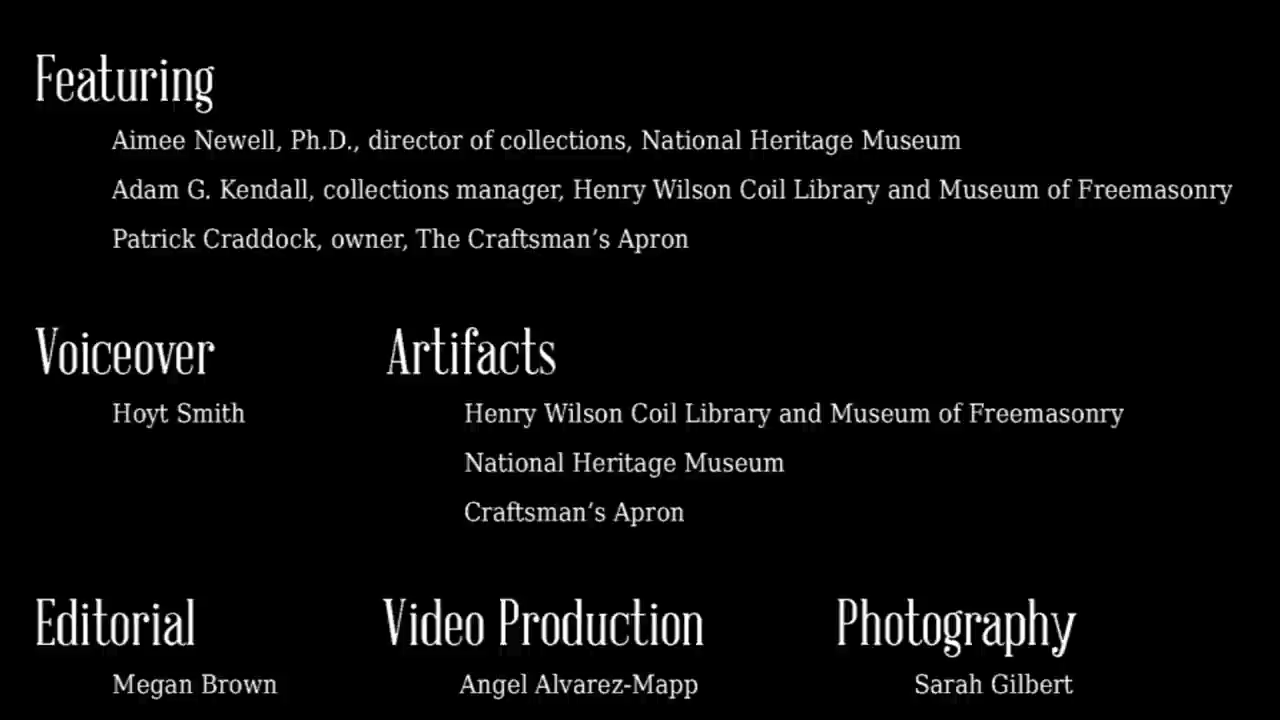 Featuring
Aimee Newell, Ph.D., director of collections, National Heritage Museum
Adam G. Kendall, collections manager, Henry Wilson Coil Library and Museum of Freemasonry
Patrick Craddock, owner, The Craftsman’s Apron
Voiceover
Hoyt Smith
Artifacts
Henry Wilson Coil Library and Museum of Freemasonry
National Heritage Museum
Craftsman’s Apron
Editorial
Megan Brown
Video Production
Angel Alvarez-Mapp
Photography
Sarah Gilbert